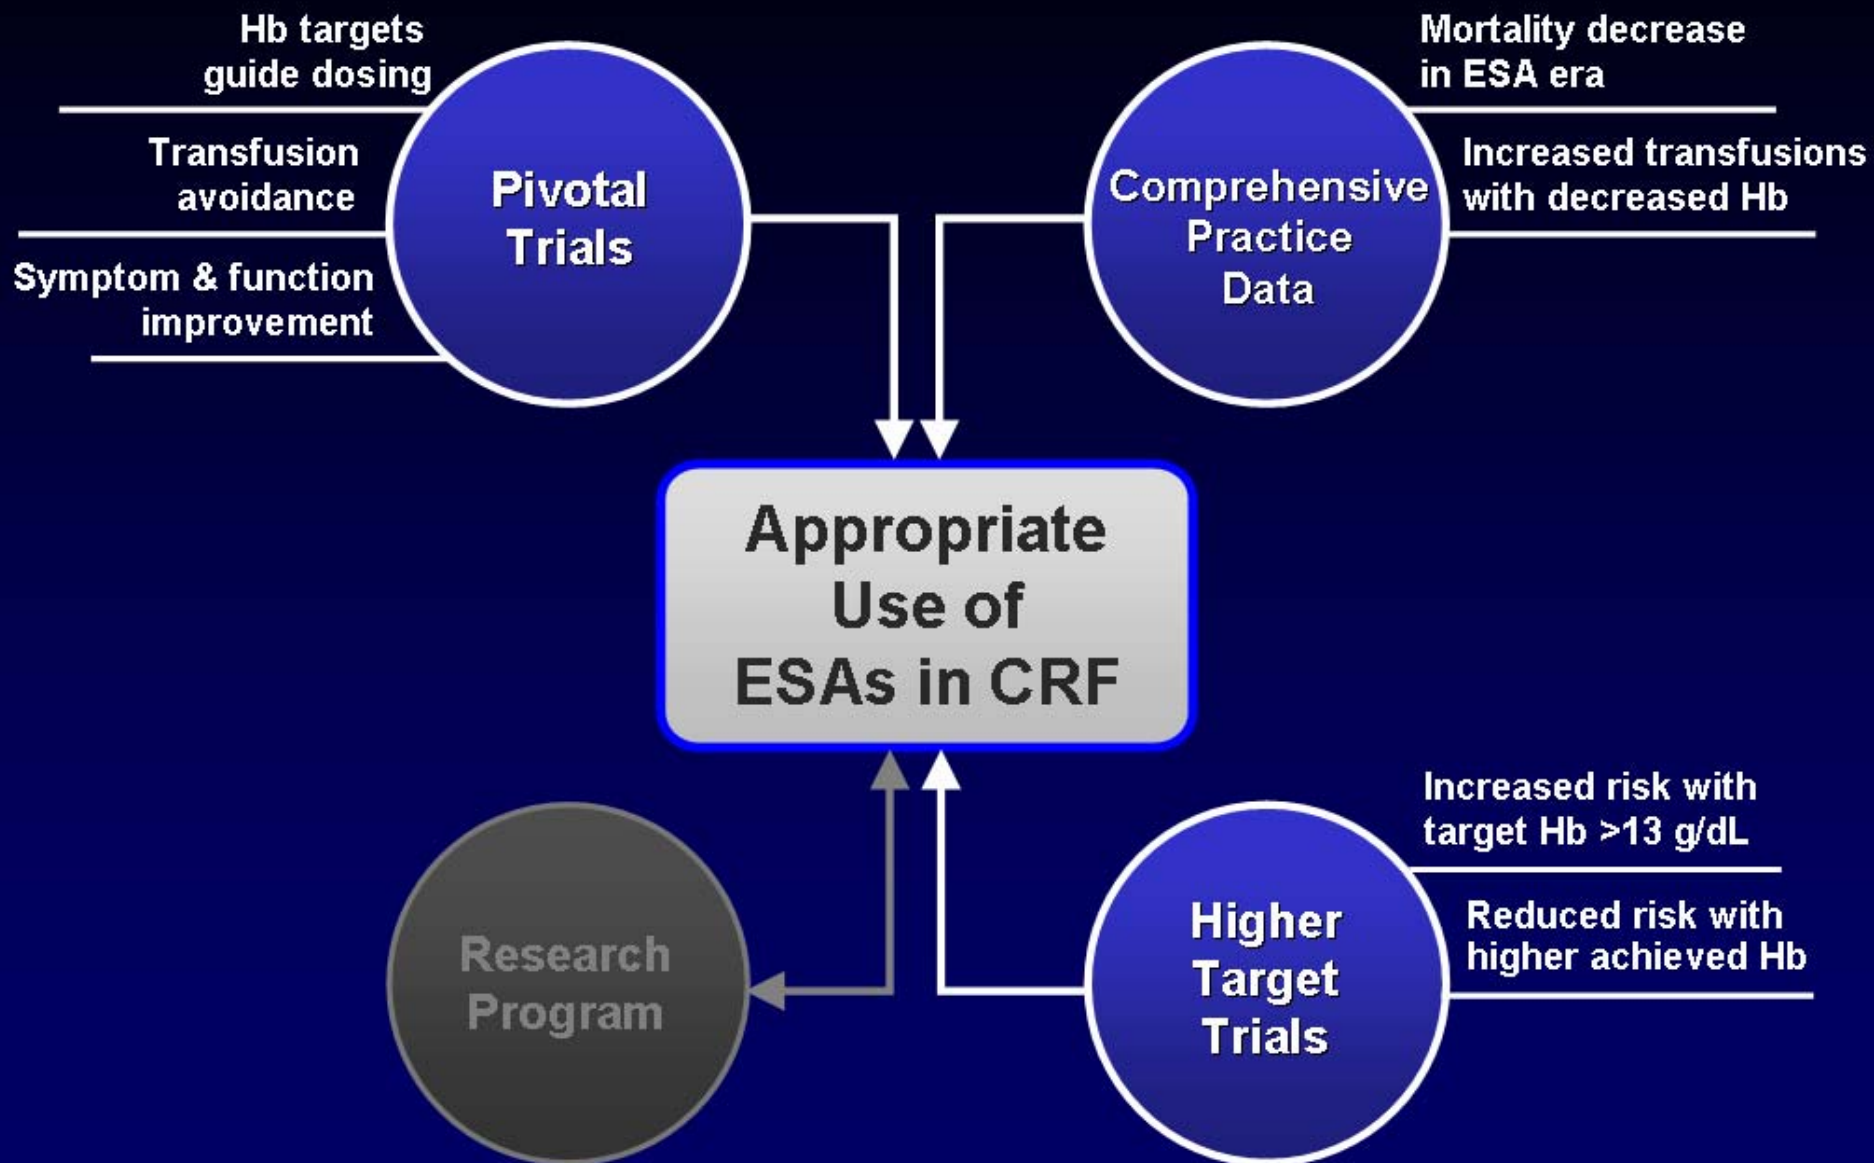 Hb targets
guide dosing
Transfusion
avoidance
Symptom & function
improvement
Pivotal
Trials
Comprehensive
Practice
Data
Mortality decrease
in ESA era
Increased transfusions
with decreased Hb
Appropriate
Use of
ESAs in CRF
Research
Program
Higher
Target
Trials
Increased risk with
target Hb >13 g/dL
Reduced risk with
higher achieved Hb